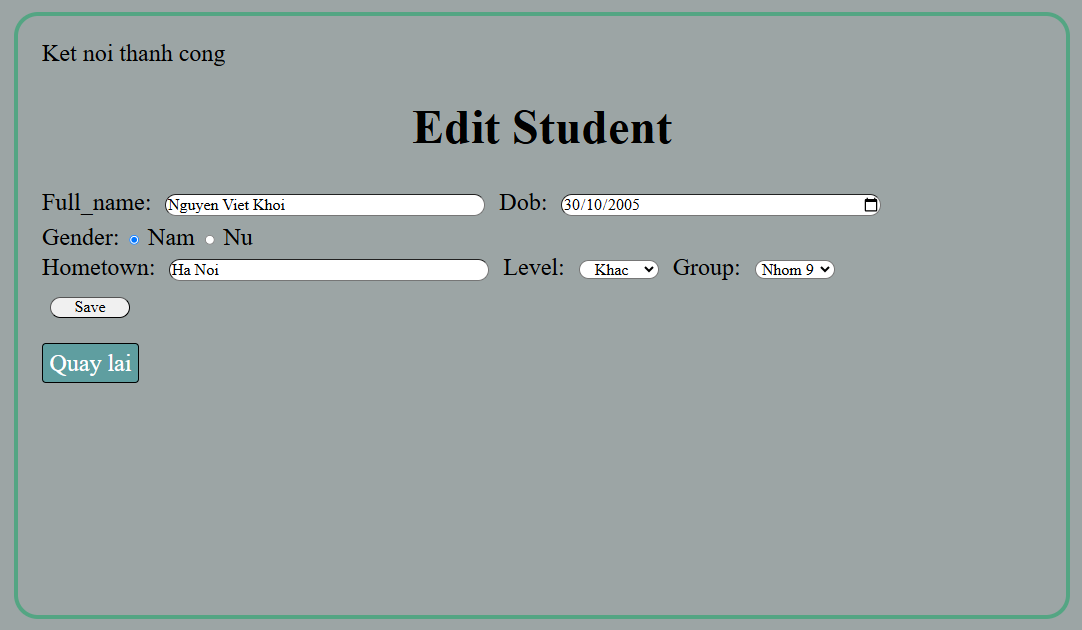 Ket noi thanh cong
Edit Student
Full_name: Nguyen Viet Khoi Dob: 30/10/2005
Gender: Nam Nu
Hometown: Ha Noi Level: Khac Group: Nhom 9
Save
Quay lai